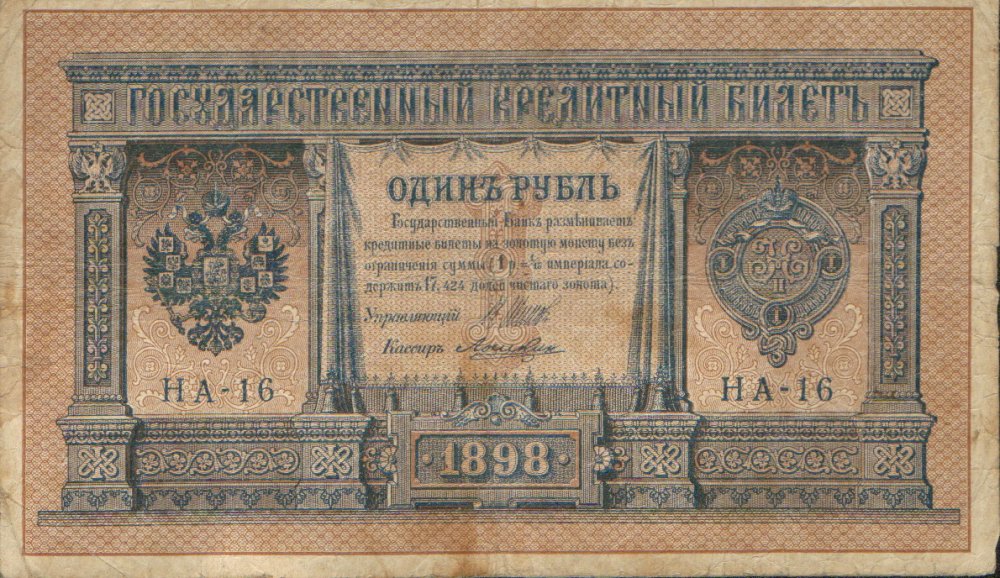 ГОСУДАРСТВЕННЫЙ КРЕДИТНЫЙ БИЛЕТЪ
ОДИНЪ РУБЛЬ
Государственный Банкъ размѣниваетъ
кредитные билеты на золотую монету безъ
ограниченія суммы (1 р. = 1/15 имперіала, со-
держитъ 17,424 долей чистаго золота).
Управляющій
Кассиръ
НА-16
НА-16
1898